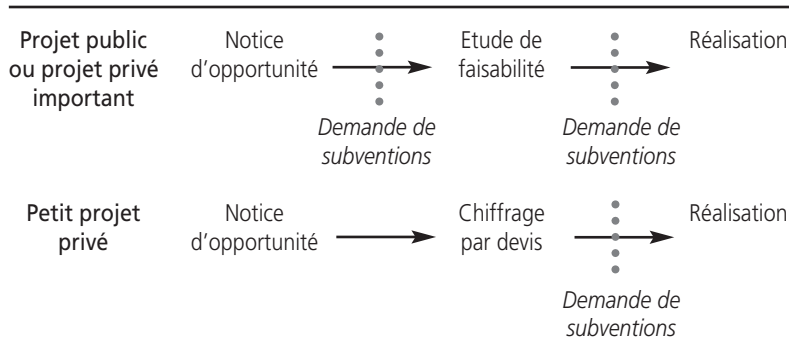 Projet public
ou projet privé
important
Notice
d'opportunité
Etude de
faisabilité
Réalisation
Demande de
subventions
Demande de
subventions
Petit projet
privé
Notice
d'opportunité
Chiffrage
par devis
Réalisation
Demande de
subventions